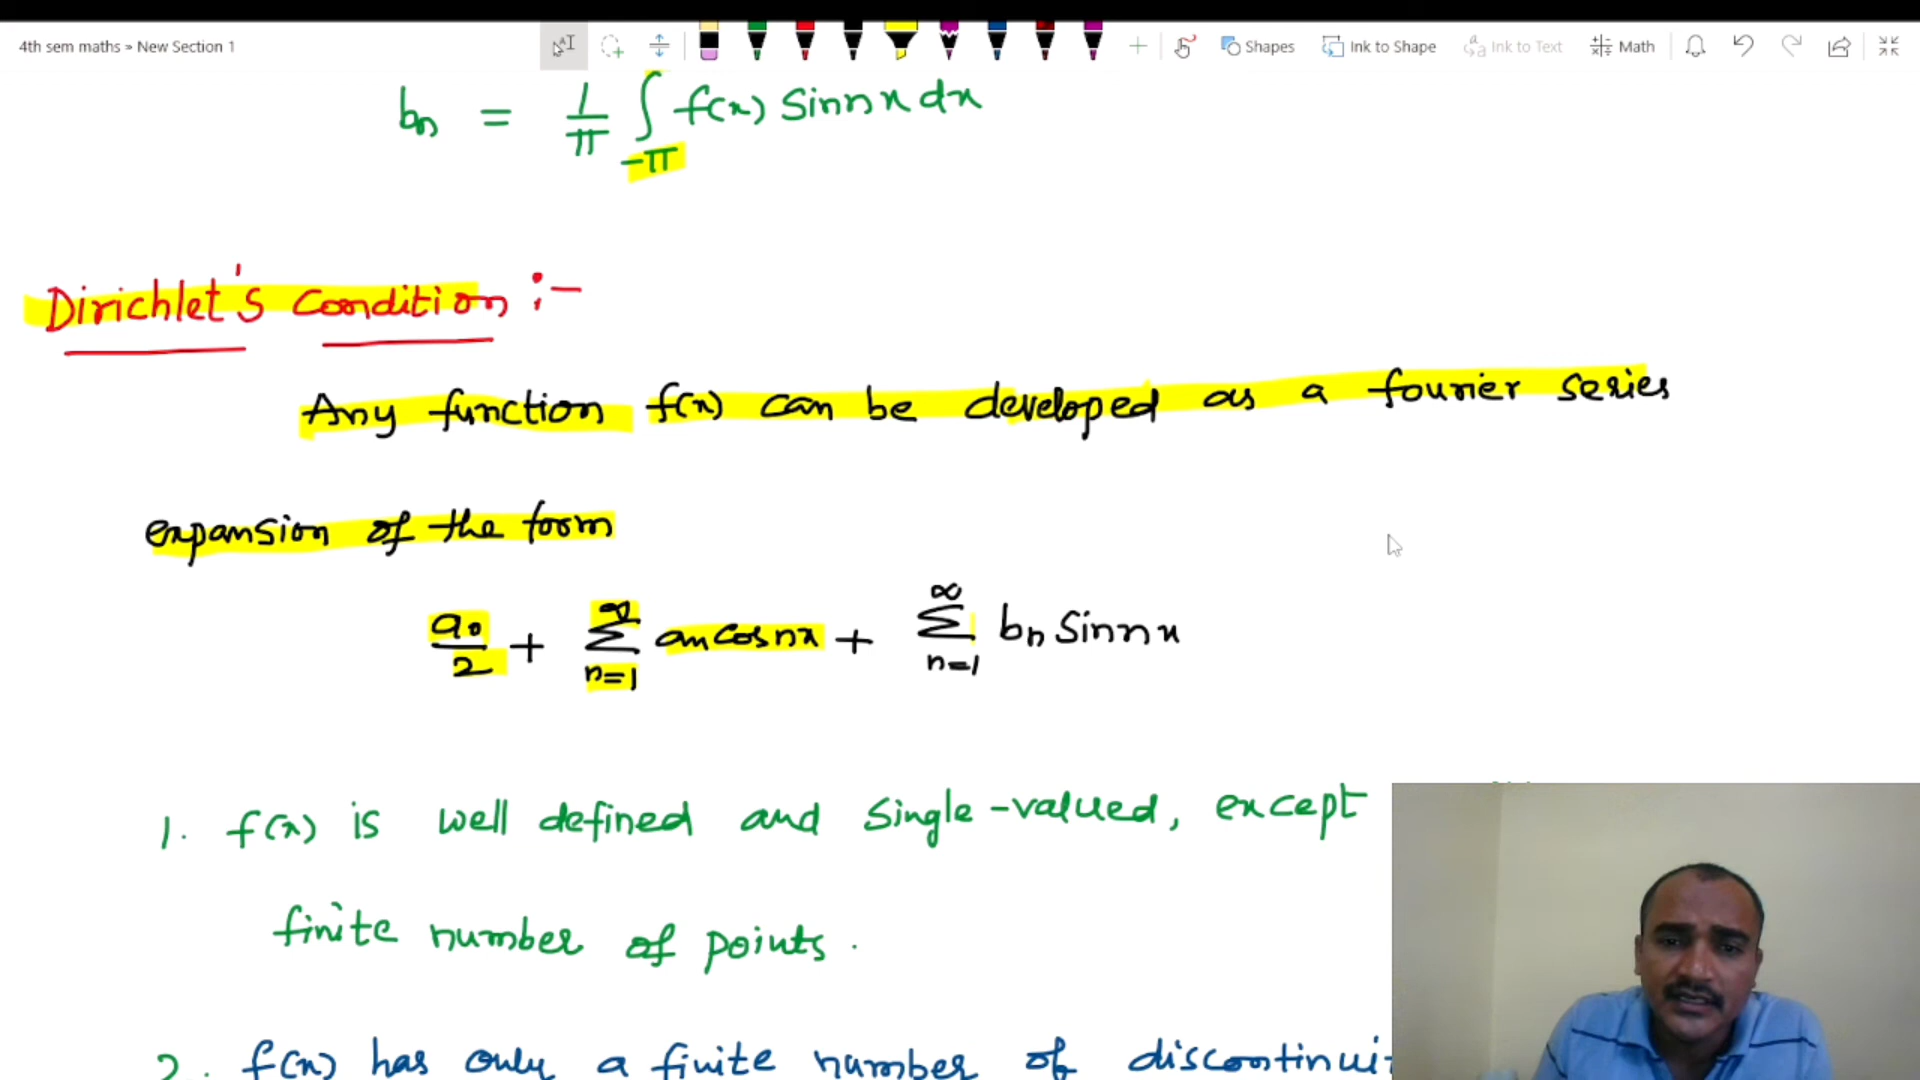 4th sem maths » New Section 1
Shapes
Ink to Shape
Ink to Text
Math
bn = 1/π ∫ f(x) sin nx dx
-π
Dirichlet's Condition :-
Any function f(x) can be developed as a fourier series
expansion of the form
a0/2 + ∑ n=1 ∞ an cos nx + ∑ n=1 ∞ bn sin nx
1. f(x) is well defined and single-valued, except
finite number of points.
2. f(x) has only a finite number of